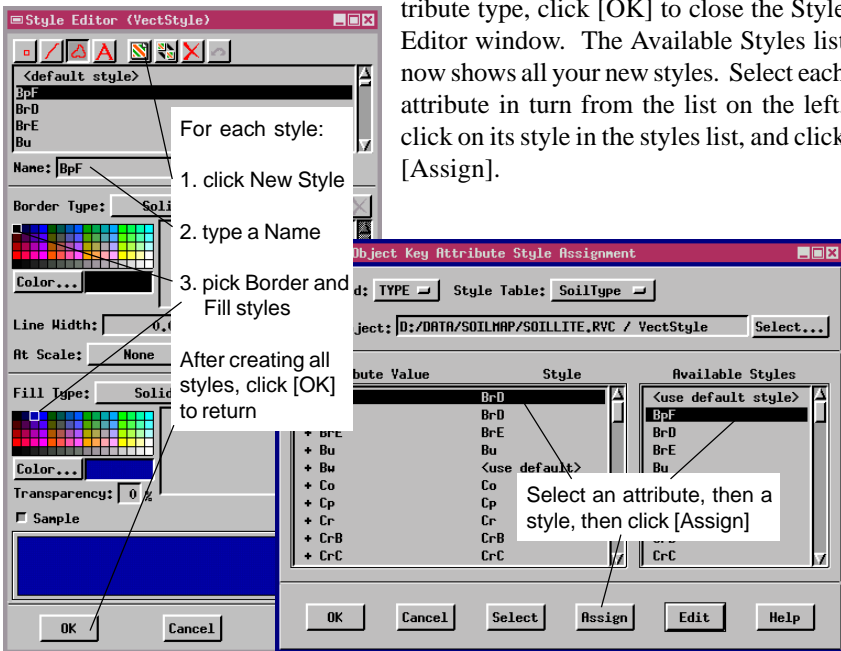 Style Editor (VectStyle)
<default style>
BpF
BrD
BrE
Bu
Name: BpF
Border Type:
Color...
Line Width:
At Scale: None
Fill Type: Solid
Color...
Transparency: 0 %
Sample
OK Cancel
For each style:
1. click New Style
2. type a Name
3. pick Border and
Fill styles
After creating all
styles, click [OK]
to return
tribute type, click [OK] to close the Style
Editor window. The Available Styles list
now shows all your new styles. Select each
attribute in turn from the list on the left,
click on its style in the styles list, and click
[Assign].
Object Key Attribute Style Assignment
TYPE Style Table: SoilType
D:/DATA/SOILMAP/SOILLITE.RVC / VectStyle Select...
Value Style
BrD
BrD
+ BrE BrE
+ Bu Bu
+ Bw <use default>
+ Co Co
+ Cp Cp
+ Cr Cr
+ CrB CrB
+ CrC CrC
Available Styles
<use default style>
BpF
BrD
BrE
Bu
CrC
Select an attribute, then a
style, then click [Assign]
OK Cancel Select Assign Edit Help